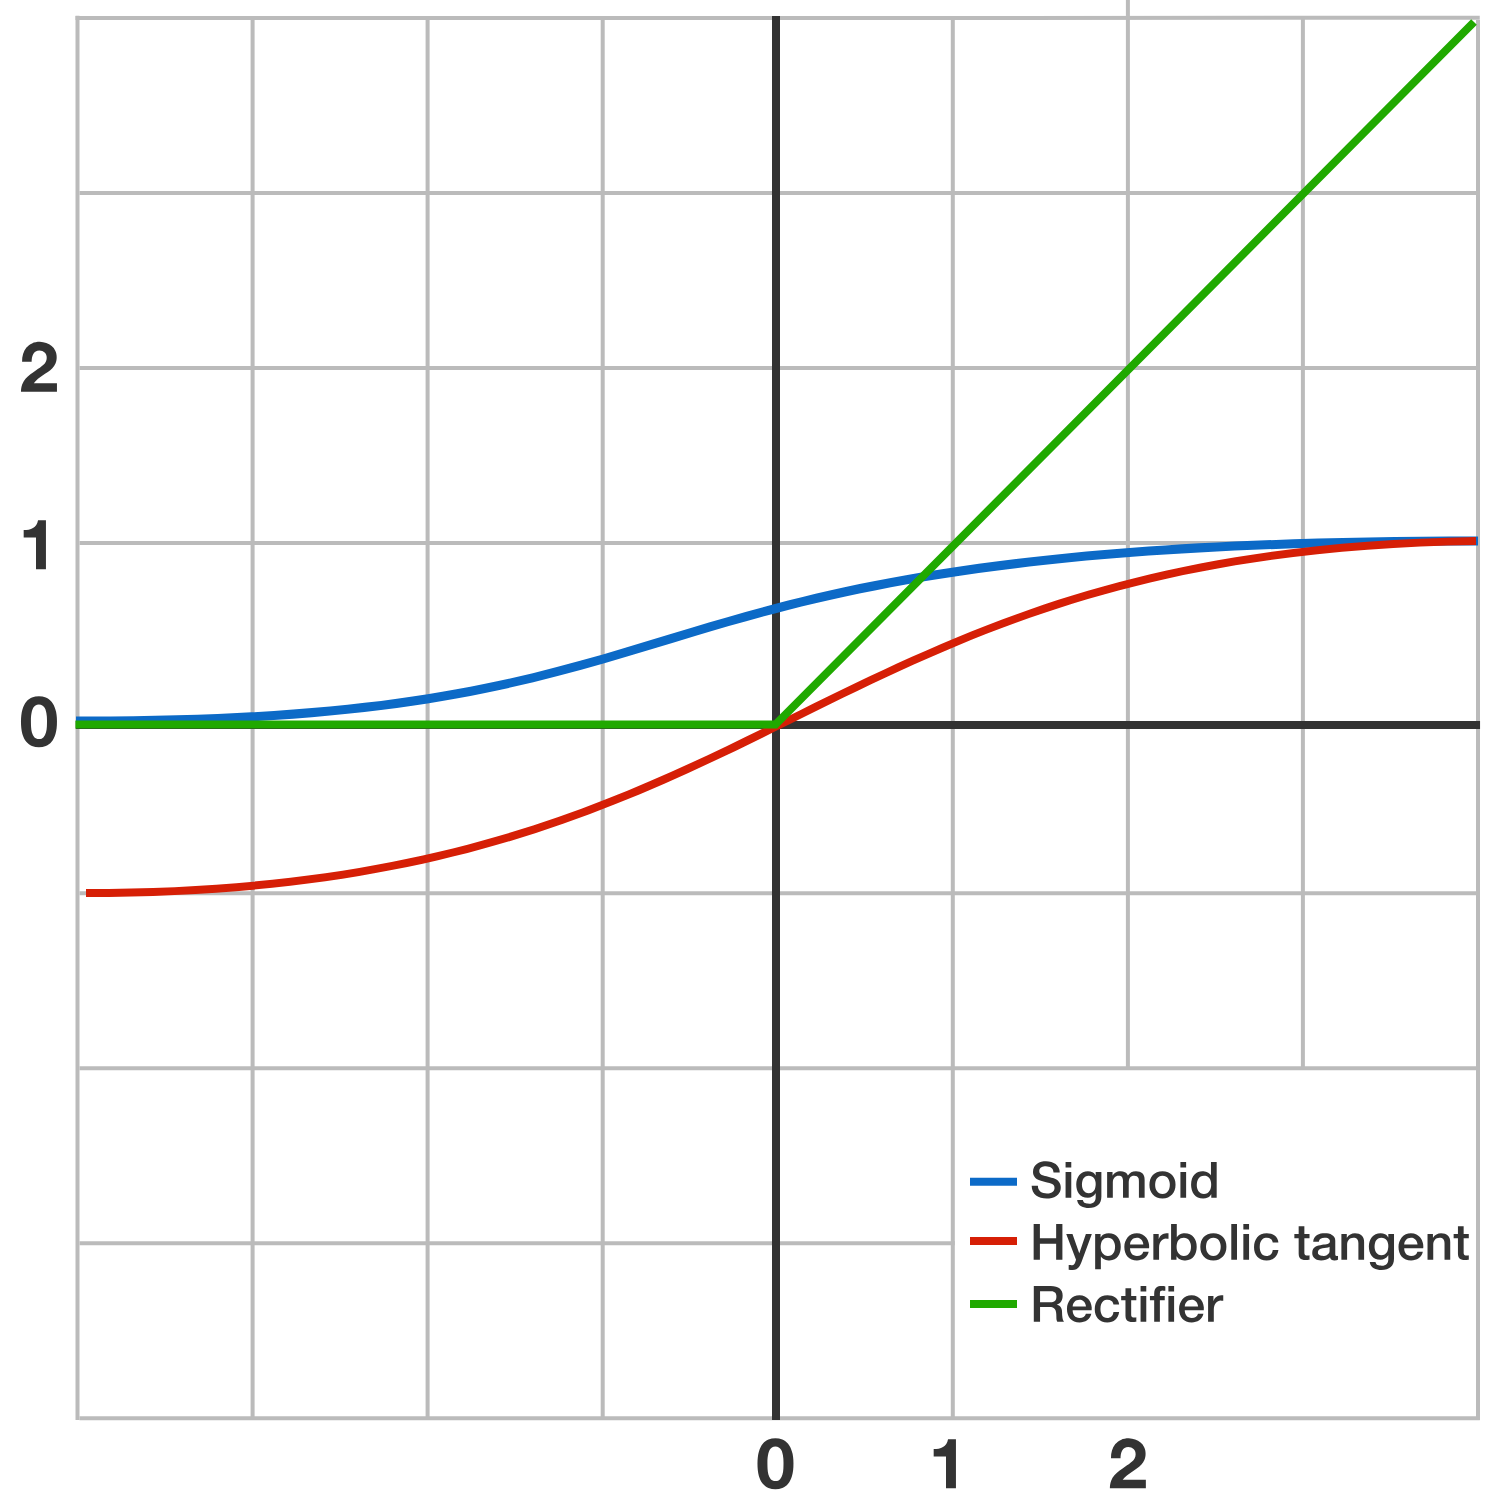 2
1
0
Sigmoid
Hyperbolic tangent
Rectifier
0 1 2